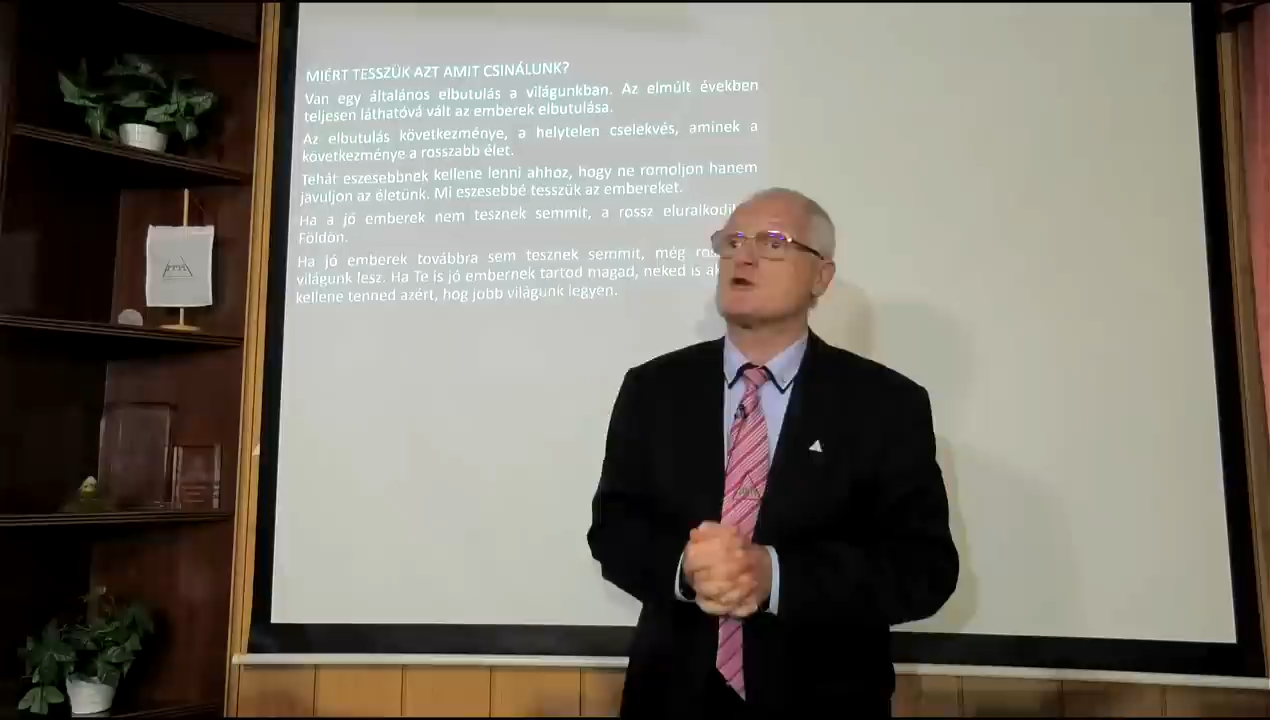 MIÉRT TESSZÜK AZT AMIT CSINÁLUNK?
Van egy általános elbutulás a világunkban. Az elmúlt években
teljesen láthatóvá vált az emberek elbutulása.
Az elbutulás következménye, a helytelen cselekvés, aminek a
következménye a rosszabb élet.
Tehát eszesebbnek kellene lenni ahhoz, hogy ne romoljon hanem
javuljon az életünk. Mi eszesebbé tesszük az embereket.
Ha a jó emberek nem tesznek semmit, a rossz
Földön.
Ha jó emberek továbbra sem tesznek semmit, még
világunk lesz. Ha Te is jó embernek tartod magad, neked is
kellene tenned azért, hog jobb világunk legyen.